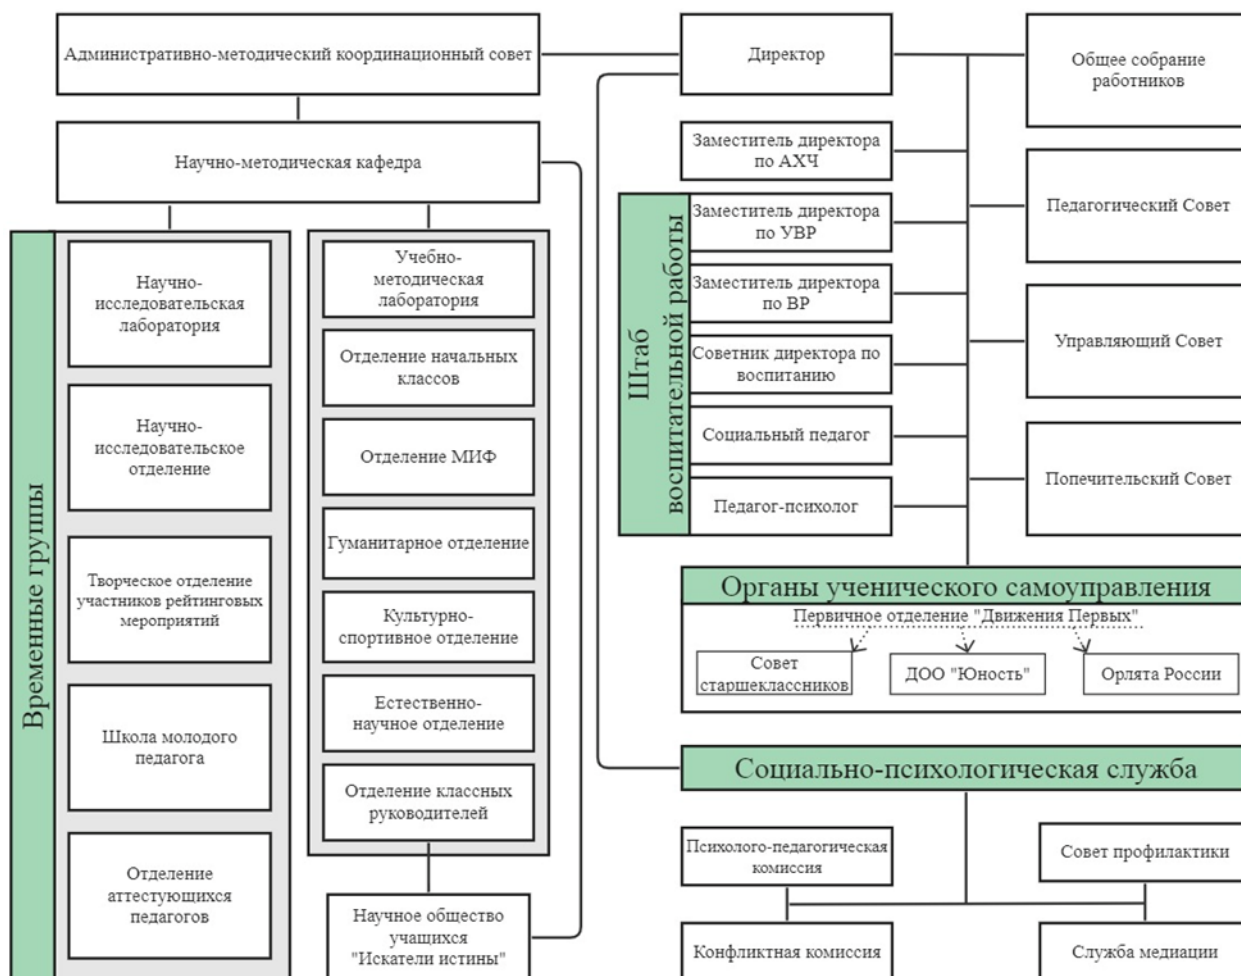 Административно-методический координационный совет
Директор
Общее собрание
работников
Научно-методическая кафедра
Заместитель директора
по АХЧ
Педагогический Совет
Штаб
воспитательной работы
Заместитель директора
по УВР
Заместитель директора
по ВР
Советник директора по
воспитанию
Социальный педагог
Педагог-психолог
Управляющий Совет
Попечительский Совет
Временные группы
Научно-
исследовательская
лаборатория
Научно-
исследовательское
отделение
Творческое отделение
участников рейтинговых
мероприятий
Школа молодого
педагога
Отделение
аттестующихся
педагогов
Учебно-
методическая
лаборатория
Отделение начальных
классов
Отделение МИФ
Гуманитарное отделение
Культурно-
спортивное отделение
Естественно-
научное отделение
Отделение классных
руководителей
Научное общество
учащихся
"Искатели истины"
Органы ученического самоуправления
Первичное отделение "Движения Первых"
Совет
старшеклассников
ДОО "Юность"
Орлята России
Социально-психологическая служба
Психолого-педагогическая
комиссия
Совет профилактики
Конфликтная комиссия
Служба медиации